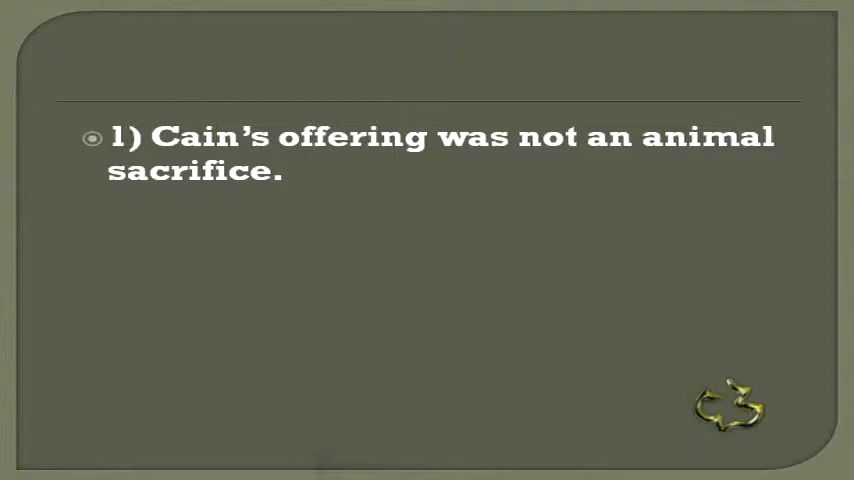 1) Cain's offering was not an animal
sacrifice.